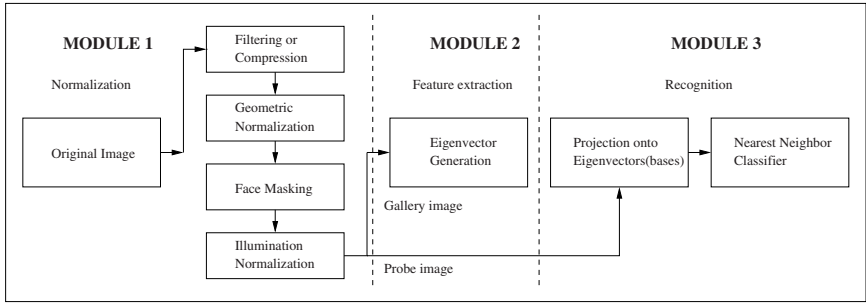 MODULE 1
Normalization
Original Image
Filtering or
Compression
Geometric
Normalization
Face Masking
Illumination
Normalization
MODULE 2
Feature extraction
Eigenvector
Generation
Gallery image
Probe image
MODULE 3
Recognition
Projection onto
Eigenvectors(bases)
Nearest Neighbor
Classifier